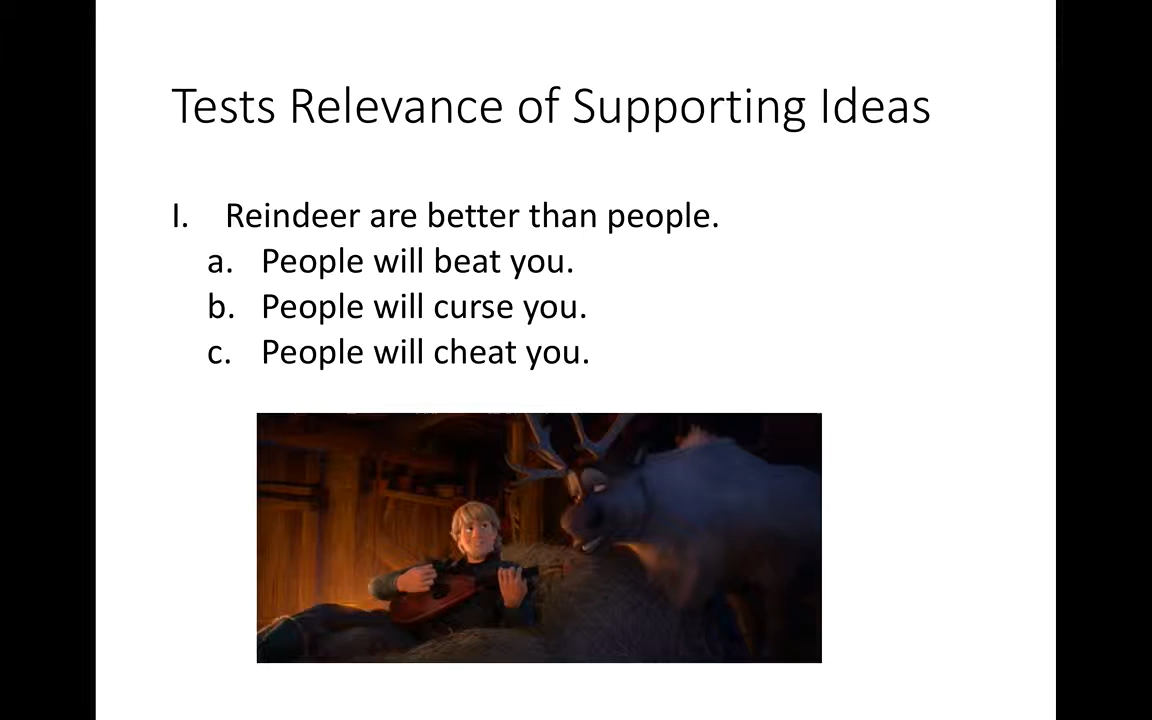 Tests Relevance of Supporting Ideas
I. Reindeer are better than people.
a. People will beat you.
b. People will curse you.
c. People will cheat you.